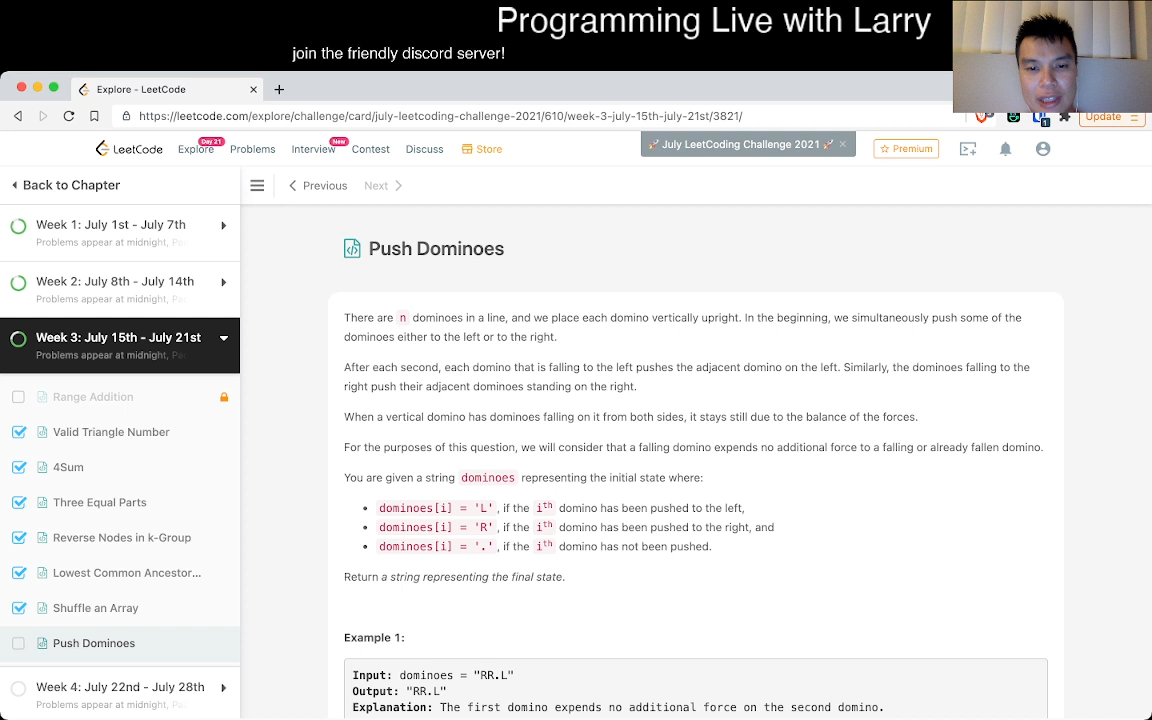 Programming Live with Larry
join the friendly discord server!
Explore - LeetCode
https://leetcode.com/explore/challenge/card/july-leetcoding-challenge-2021/610/week-3-july-15th-july-21st/3821/
Update
LeetCode
Explore
Day 21
Problems
Interview
New
Contest
Discuss
Store
July LeetCoding Challenge 2021
Premium
Back to Chapter
Previous
Next
Week 1: July 1st - July 7th
Problems appear at midnight, Pa
Week 2: July 8th - July 14th
Problems appear at midnight, Pa
Week 3: July 15th - July 21st
Problems appear at midnight, Pa
Range Addition
Valid Triangle Number
4Sum
Three Equal Parts
Reverse Nodes in k-Group
Lowest Common Ancestor...
Shuffle an Array
Push Dominoes
Week 4: July 22nd - July 28th
Problems appear at midnight, Pa
Push Dominoes
There are n dominoes in a line, and we place each domino vertically upright. In the beginning, we simultaneously push some of the
dominoes either to the left or to the right.
After each second, each domino that is falling to the left pushes the adjacent domino on the left. Similarly, the dominoes falling to the
right push their adjacent dominoes standing on the right.
When a vertical domino has dominoes falling on it from both sides, it stays still due to the balance of the forces.
For the purposes of this question, we will consider that a falling domino expends no additional force to a falling or already fallen domino.
You are given a string dominoes representing the initial state where:
• dominoes[i] = 'L', if the ith domino has been pushed to the left,
• dominoes[i] = 'R', if the ith domino has been pushed to the right, and
• dominoes[i] = '.', if the ith domino has not been pushed.
Return a string representing the final state.
Example 1:
Input: dominoes = "RR.L"
Output: "RR.L"
Explanation: The first domino expends no additional force on the second domino.